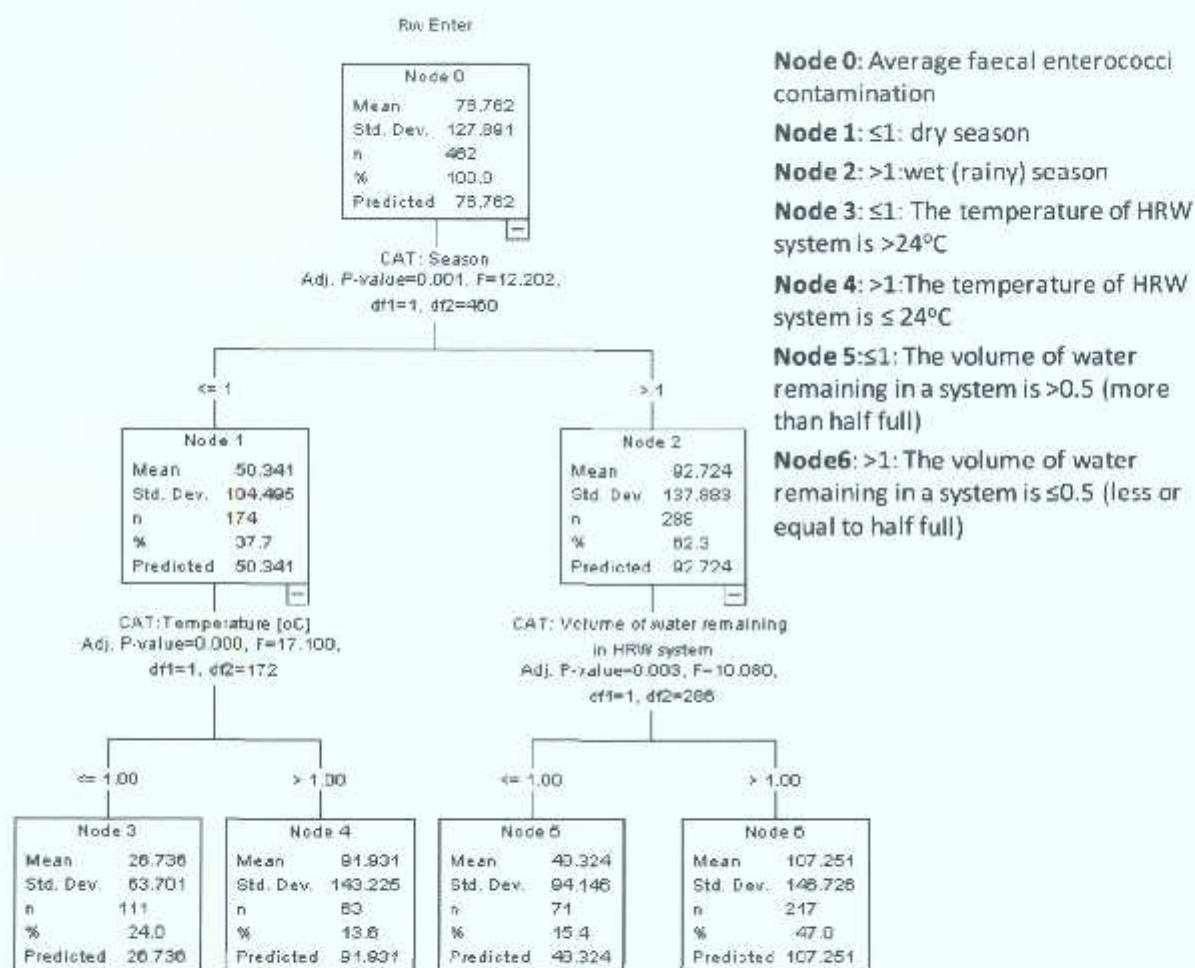 Rw Enter
Node 0
Mean 76.762
Std. Dev. 127.891
n 462
% 100.0
Predicted 76.762
CAT: Season
Adj. P-value=0.001, F=12.202,
df1=1, df2=460
<= 1
> 1
Node 1
Mean 50.341
Std. Dev. 104.495
n 174
% 37.7
Predicted 50.341
Node 2
Mean 92.724
Std. Dev. 137.883
n 288
% 62.3
Predicted 92.724
CAT:Temperature [oC]
Adj. P-value=0.000, F=17.100,
df1=1, df2=172
CAT: Volume of water remaining
in HRW system
Adj. P-value=0.003, F=10.080,
df1=1, df2=286
<= 1.00
> 1.00
<= 1.00
> 1.00
Node 3
Mean 26.736
Std. Dev. 63.701
n 111
% 24.0
Predicted 26.736
Node 4
Mean 91.931
Std. Dev. 143.225
n 63
% 13.6
Predicted 91.931
Node 5
Mean 48.324
Std. Dev. 94.146
n 71
% 15.4
Predicted 48.324
Node 6
Mean 107.251
Std. Dev.
n 217
% 47.0
Predicted 107.251
Node 0: Average faecal enterococci
contamination
Node 1: ≤1: dry season
Node 2: >1:wet (rainy) season
Node 3: ≤1: The temperature of HRW
system is >24°C
Node 4: >1:The temperature of HRW
system is ≤ 24°C
Node 5:≤1: The volume of water
remaining in a system is >0.5 (more
than half full)
Node6: >1: The volume of water
remaining in a system is ≤0.5 (less or
equal to half full)